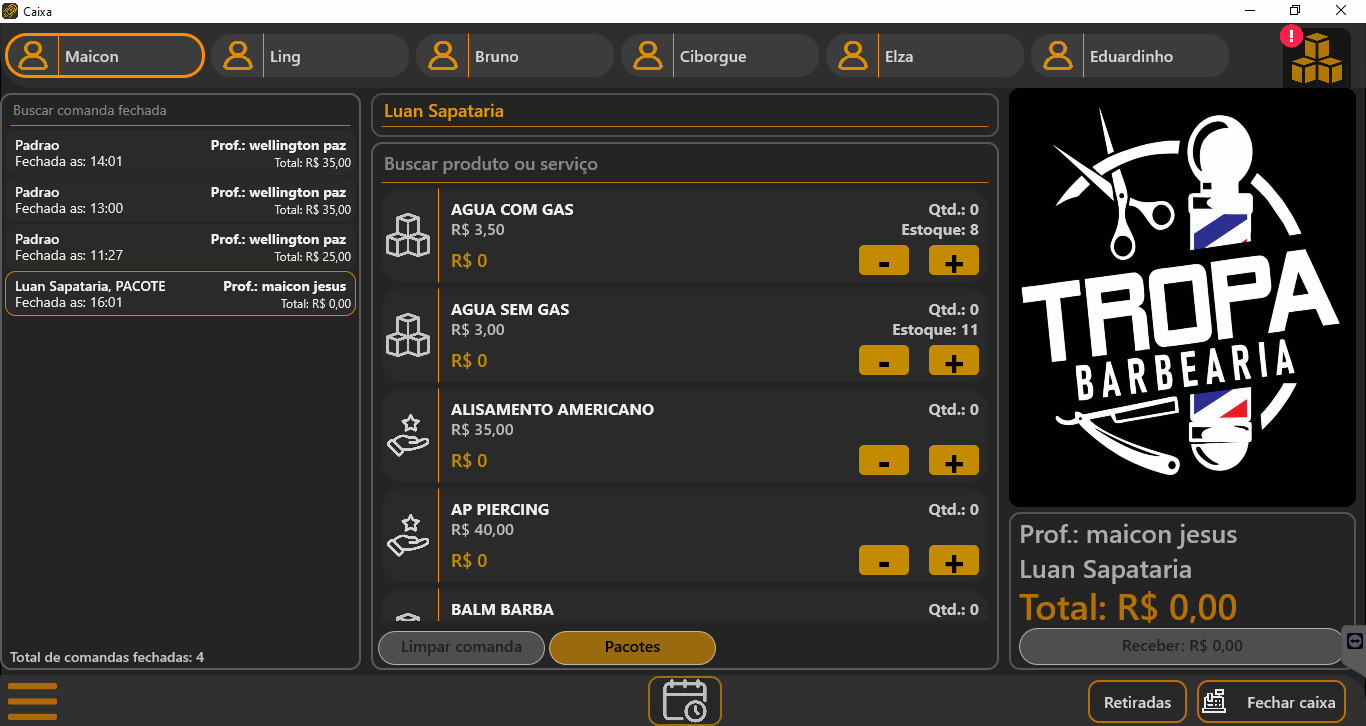 Caixa
Maicon
Ling
Bruno
Ciborgue
Elza
Eduardinho
!
Buscar comanda fechada
Padrao Prof.: wellington paz
Fechada as: 14:01 Total: R$ 35,00
Padrao Prof.: wellington paz
Fechada as: 13:00 Total: R$ 35,00
Padrao Prof.: wellington paz
Fechada as: 11:27 Total: R$ 25,00
Luan Sapataria, PACOTE Prof.: maicon jesus
Fechada as: 16:01 Total: R$ 0,00
Total de comandas fechadas: 4
Luan Sapataria
Buscar produto ou serviço
AGUA COM GAS Qtd.: 0
R$ 3,50 Estoque: 8
R$ 0 - +
AGUA SEM GAS Qtd.: 0
R$ 3,00 Estoque: 11
R$ 0 - +
ALISAMENTO AMERICANO Qtd.: 0
R$ 35,00
R$ 0 - +
AP PIERCING Qtd.: 0
R$ 40,00
R$ 0 - +
BALM BARBA Qtd.: 0
Limpar comanda
Pacotes
TROPA
BARBEARIA
Prof.: maicon jesus
Luan Sapataria
Total: R$ 0,00
Receber: R$ 0,00
Retiradas
Fechar caixa